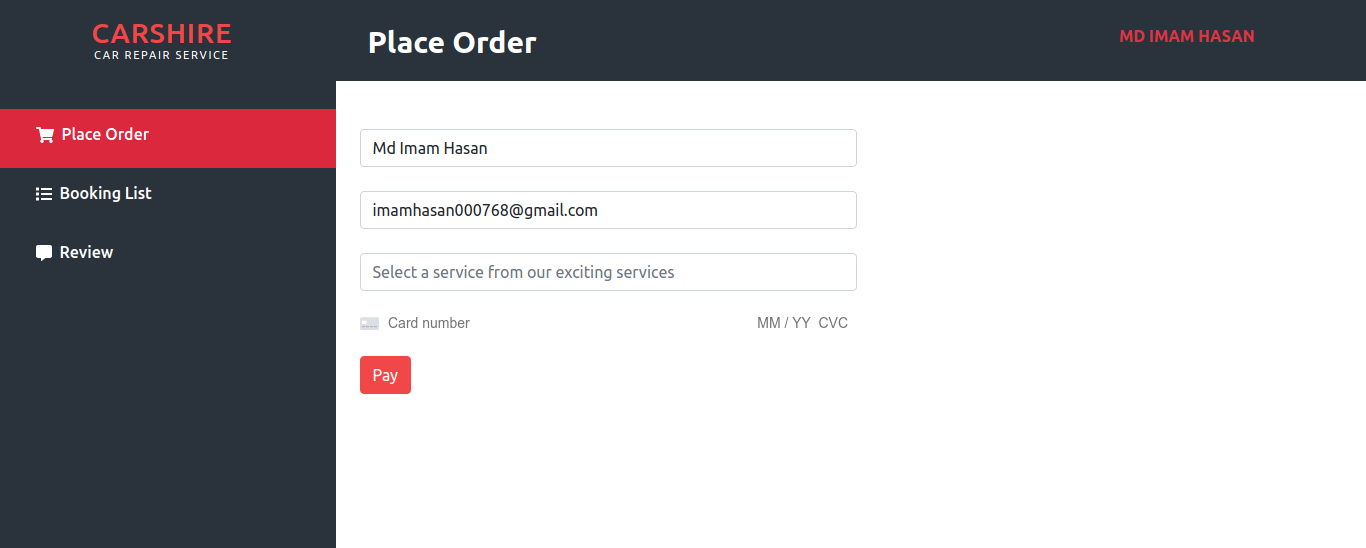 CARSHIRE
CAR REPAIR SERVICE
Place Order
MD IMAM HASAN
Place Order
Booking List
Review
Md Imam Hasan
imamhasan000768@gmail.com
Select a service from our exciting services
Card number MM / YY CVC
Pay